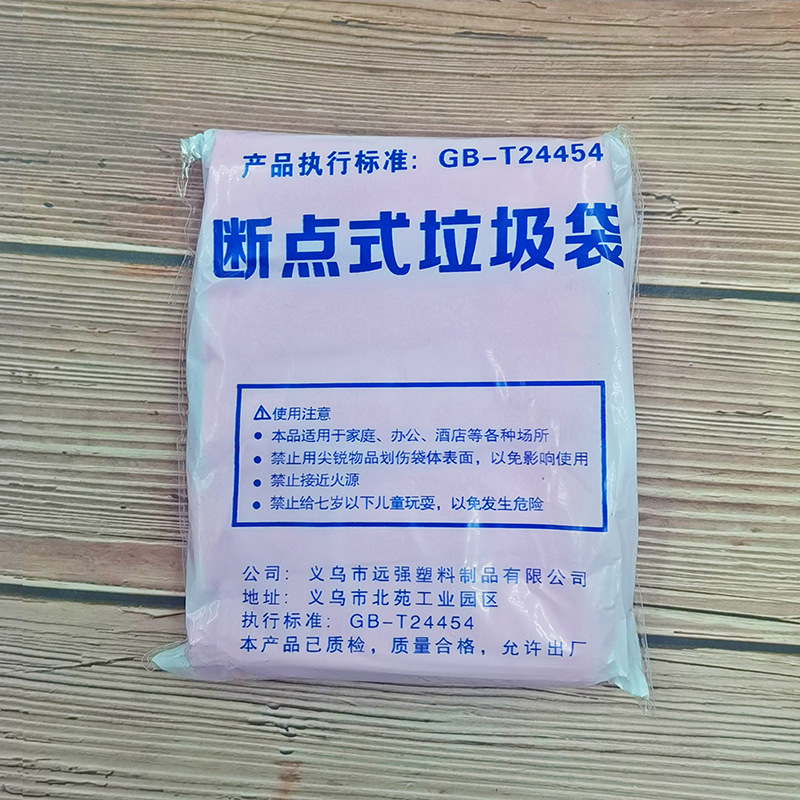 产品执行标准：GB-T24454
断点式垃圾袋
⚠使用注意
● 本品适用于家庭、办公、酒店等各种场所
● 禁止用尖锐物品划伤袋体表面，以免影响使用
● 禁止接近火源
● 禁止给七岁以下儿童玩耍，以免发生危险
公司：义乌市远强塑料制品有限公司
地址：义乌市北苑工业园区
执行标准：GB-T24454
本产品已质检，质量合格，允许出厂